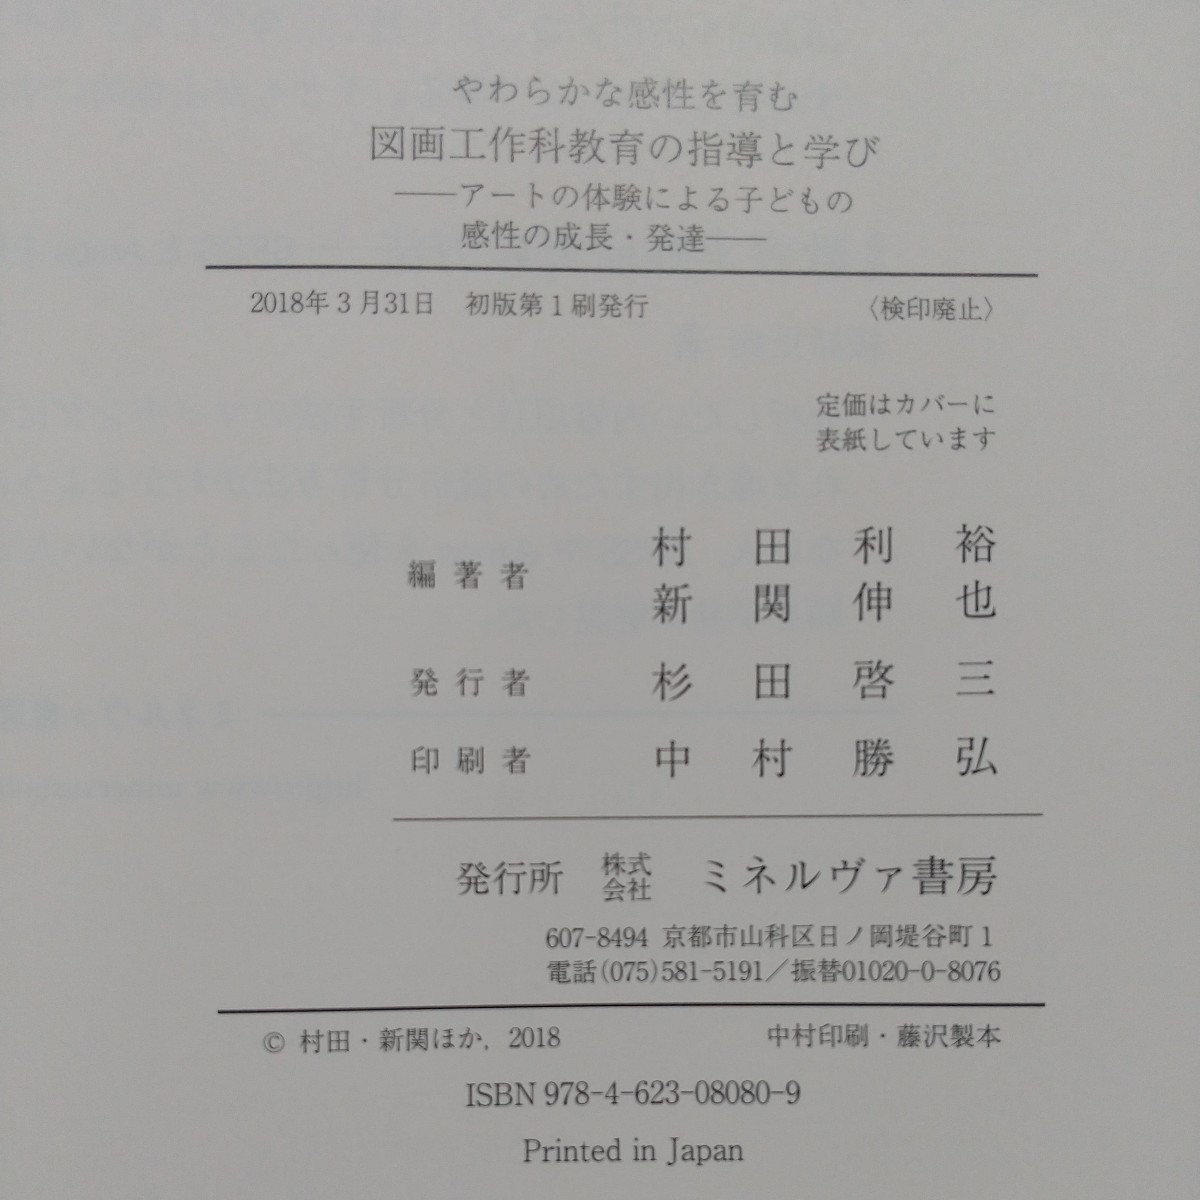 やわらかな感性を育む
図画工作科教育の指導と学び
——アートの体験による子どもの
感性の成長・発達——
2018年3月31日　初版第1刷発行　〈検印廃止〉
定価はカバーに
表紙しています
編著者　村田利裕
新関伸也
発行者　杉田啓三
印刷者　中村勝弘
発行所　株式会社　ミネルヴァ書房
607-8494 京都市山科区日ノ岡堤谷町1
電話(075)581-5191／振替01020-0-8076
© 村田・新関ほか, 2018　中村印刷・藤沢製本
ISBN 978-4-623-08080-9
Printed in Japan